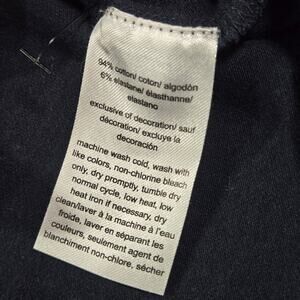 94% cotton/ coton/ algodón
6% elastane/ élasthanne/
elastano
exclusive of decoration/ sauf
décoration/ excluye la
decoración
machine wash cold, wash with
like colors, non-chlorine bleach
only, dry promptly, tumble dry
normal cycle, low heat, low
heat iron if necessary, dry
clean/laver à la machine à l'eau
froide, laver en séparant les
couleurs, seulement agent de
blanchiment non-chlore, sécher